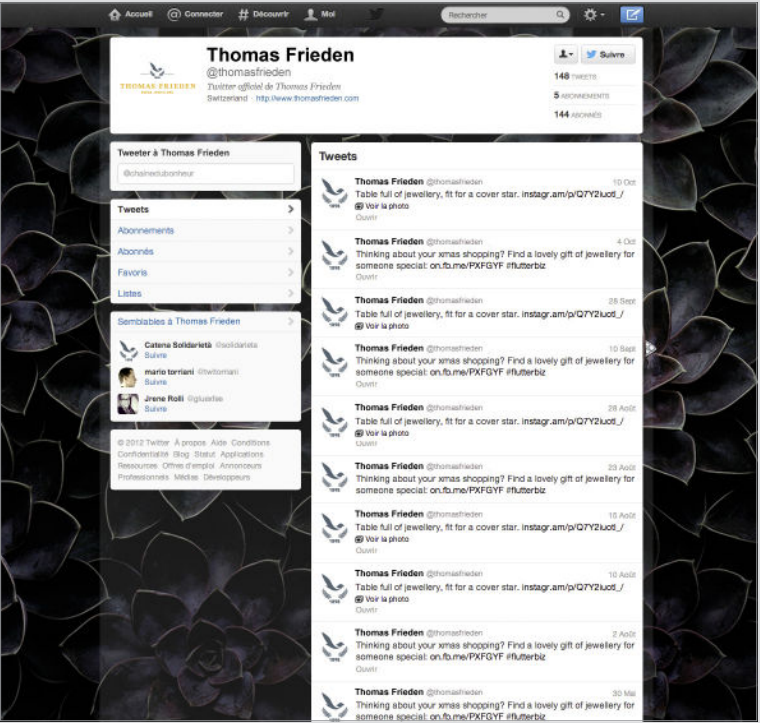 Accueil
Connecter
Découvrir
Moi
Rechercher
Thomas Frieden
@thomasfrieden
Twitter officiel de Thomas Frieden
Switzerland · http://www.thomasfrieden.com
THOMAS FRIEDEN
Suivre
148 TWEETS
5 ABONNEMENTS
144 ABONNÉS
Tweeter à Thomas Frieden
@chainedubonheur
Tweets
Abonnements
Abonnés
Favoris
Listes
Semblables à Thomas Frieden
Catena Solidarietà @solidarieta
Suivre
mario torriani @twitorriani
Suivre
Suivre
© 2012 Twitter À propos Aide Conditions
Confidentialité Blog Statut Applications
Ressources Offres d'emploi Annonceurs
Professionnels Médias Développeurs
Tweets
Thomas Frieden @thomasfrieden 10 Oct
Table full of jewellery, fit for a cover star. instagr.am/p/Q7Y2iuotl_/
Voir la photo
Ouvrir
Thomas Frieden @thomasfrieden 4 Oct
Thinking about your xmas shopping? Find a lovely gift of jewellery for
someone special: on.fb.me/PXFGYF #flutterbiz
Ouvrir
Thomas Frieden @thomasfrieden 28 Sept
Table full of jewellery, fit for a cover star. instagr.am/p/Q7Y2iuotl_/
Voir la photo
Thomas Frieden @thomasfrieden 10 Sept
Thinking about your xmas shopping? Find a lovely gift of jewellery for
someone special: on.fb.me/PXFGYF #flutterbiz
Ouvrir
Thomas Frieden @thomasfrieden 28 Août
Table full of jewellery, fit for a cover star. instagr.am/p/Q7Y2iuotl_/
Voir la photo
Ouvrir
Thomas Frieden @thomasfrieden 23 Août
Thinking about your xmas shopping? Find a lovely gift of jewellery for
someone special: on.fb.me/PXFGYF #flutterbiz
Ouvrir
Thomas Frieden @thomasfrieden 15 Août
Table full of jewellery, fit for a cover star. instagr.am/p/Q7Y2iuotl_/
Voir la photo
Ouvrir
Thomas Frieden @thomasfrieden 10 Août
Table full of jewellery, fit for a cover star. instagr.am/p/Q7Y2iuotl_/
Voir la photo
Ouvrir
Thomas Frieden @thomasfrieden 2 Août
Thinking about your xmas shopping? Find a lovely gift of jewellery for
someone special: on.fb.me/PXFGYF #flutterbiz
Ouvrir
Thomas Frieden @thomasfrieden 30 Mai
Thinking about your xmas shopping? Find a lovely gift of jewellery for
someone special: on.fb.me/PXFGYF #flutterbiz